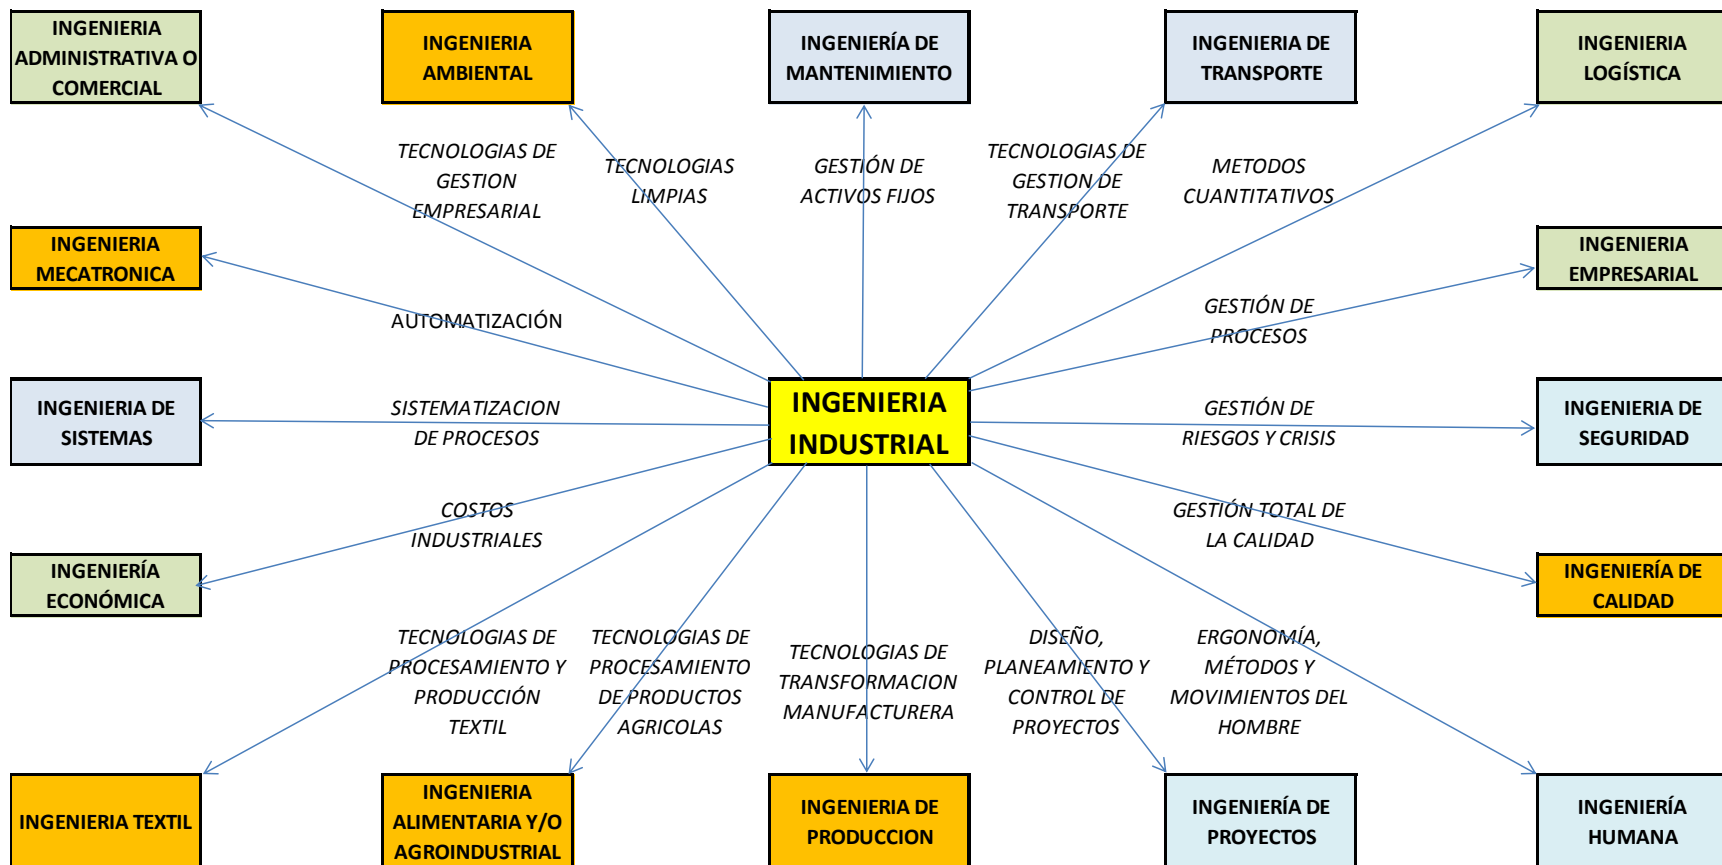 INGENIERIA
ADMINISTRATIVA O
COMERCIAL
INGENIERIA
AMBIENTAL
INGENIERÍA DE
MANTENIMIENTO
INGENIERIA DE
TRANSPORTE
INGENIERIA
LOGÍSTICA
TECNOLOGIAS DE
GESTION
EMPRESARIAL
TECNOLOGIAS
LIMPIAS
GESTIÓN DE
ACTIVOS FIJOS
TECNOLOGIAS DE
GESTION DE
TRANSPORTE
METODOS
CUANTITATIVOS
INGENIERIA
MECATRONICA
INGENIERIA
EMPRESARIAL
AUTOMATIZACIÓN
GESTIÓN DE
PROCESOS
INGENIERIA DE
SISTEMAS
SISTEMATIZACION
DE PROCESOS
INGENIERIA
INDUSTRIAL
GESTIÓN DE
RIESGOS Y CRISIS
INGENIERIA DE
SEGURIDAD
COSTOS
INDUSTRIALES
GESTIÓN TOTAL DE
LA CALIDAD
INGENIERÍA
ECONÓMICA
INGENIERÍA DE
CALIDAD
TECNOLOGIAS DE
PROCESAMIENTO Y
PRODUCCIÓN
TEXTIL
TECNOLOGIAS DE
PROCESAMIENTO
DE PRODUCTOS
AGRICOLAS
TECNOLOGIAS DE
TRANSFORMACION
MANUFACTURERA
DISEÑO,
PLANEAMIENTO Y
CONTROL DE
PROYECTOS
ERGONOMÍA,
MÉTODOS Y
MOVIMIENTOS DEL
HOMBRE
INGENIERIA TEXTIL
INGENIERIA
ALIMENTARIA Y/O
AGROINDUSTRIAL
INGENIERIA DE
PRODUCCION
INGENIERÍA DE
PROYECTOS
INGENIERÍA
HUMANA